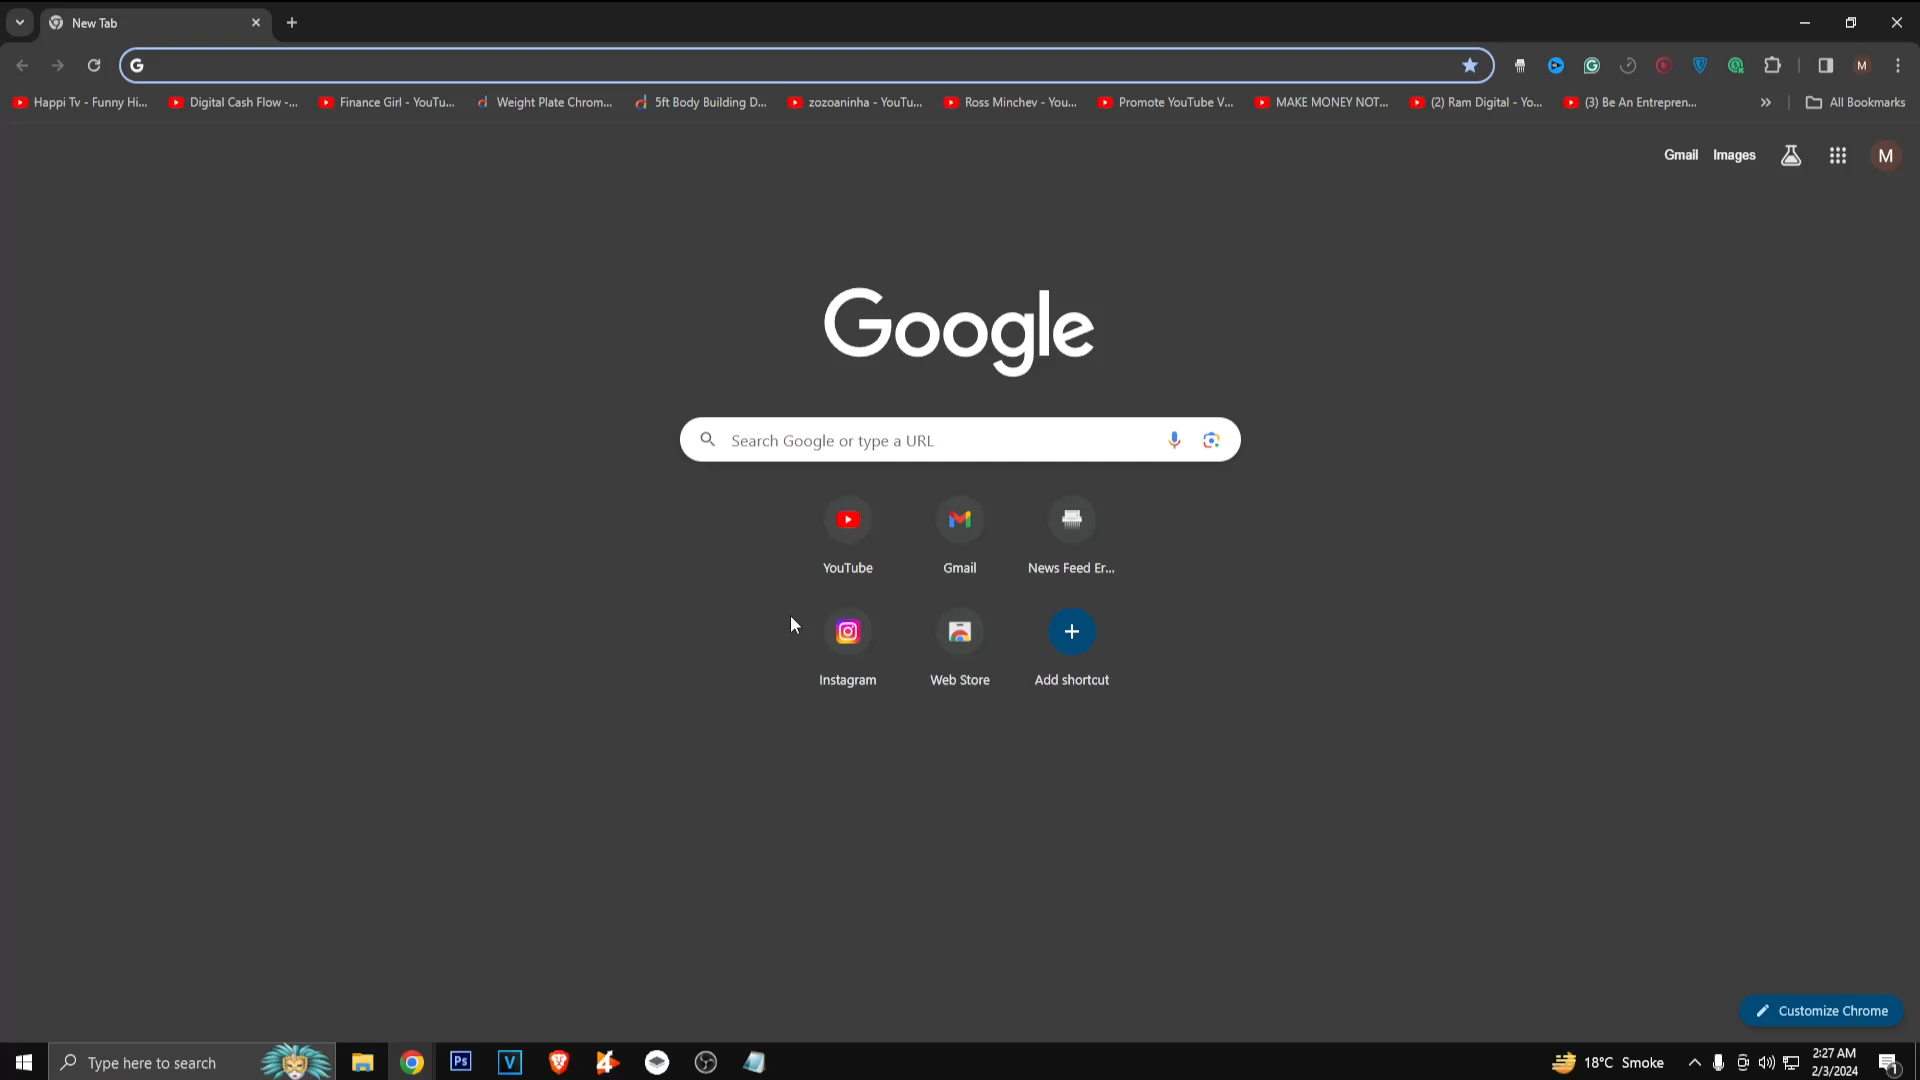 New Tab
Happi Tv - Funny Hi...
Digital Cash Flow -...
Finance Girl - YouTu...
Weight Plate Chrom...
5ft Body Building D...
zozoaninha - YouTu...
Ross Minchev - You...
Promote YouTube V...
MAKE MONEY NOT...
(2) Ram Digital - Yo...
(3) Be An Entrepren...
All Bookmarks
Gmail
Images
M
Google
Search Google or type a URL
YouTube
Gmail
News Feed Er...
Instagram
Web Store
Add shortcut
Customize Chrome
Type here to search
Ps
V
18°C Smoke
2:27 AM
2/3/2024
1